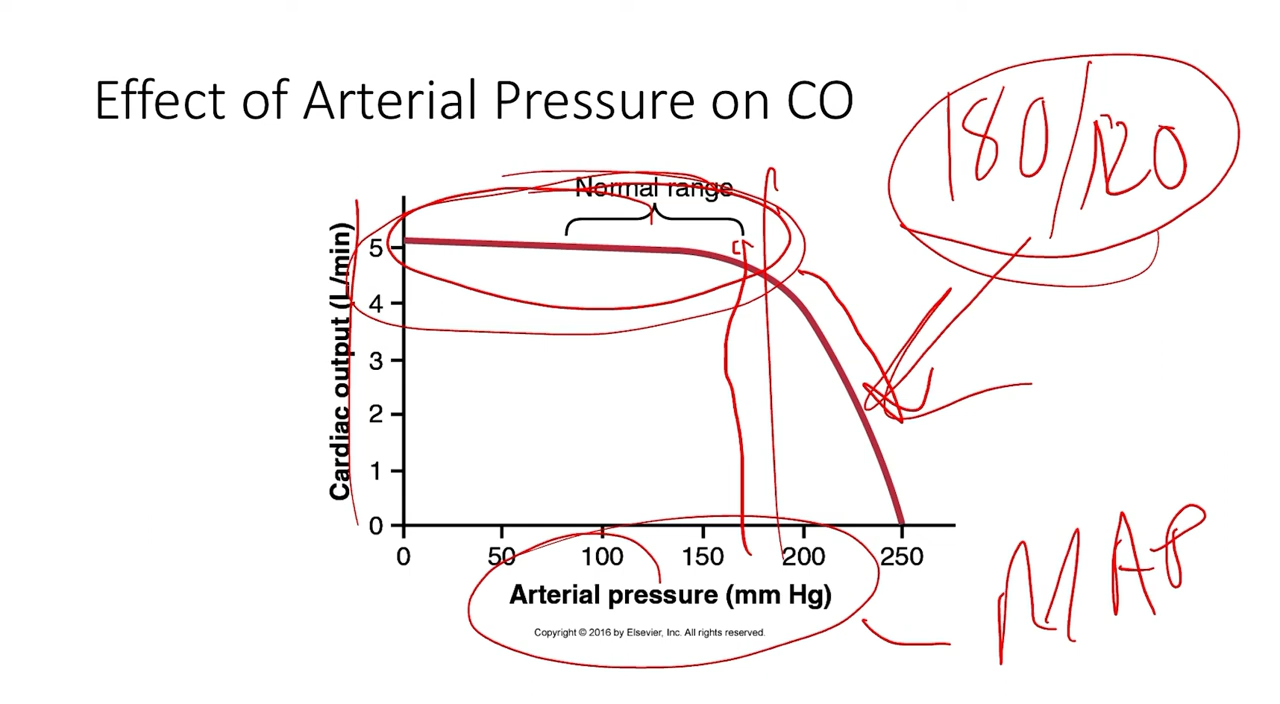 Effect of Arterial Pressure on CO
180/120
Normal range
Cardiac output (L/min)
5
4
3
2
1
0
0 50 100 150 200 250
Arterial pressure (mm Hg)
MAP
Copyright © 2016 by Elsevier, Inc. All rights reserved.